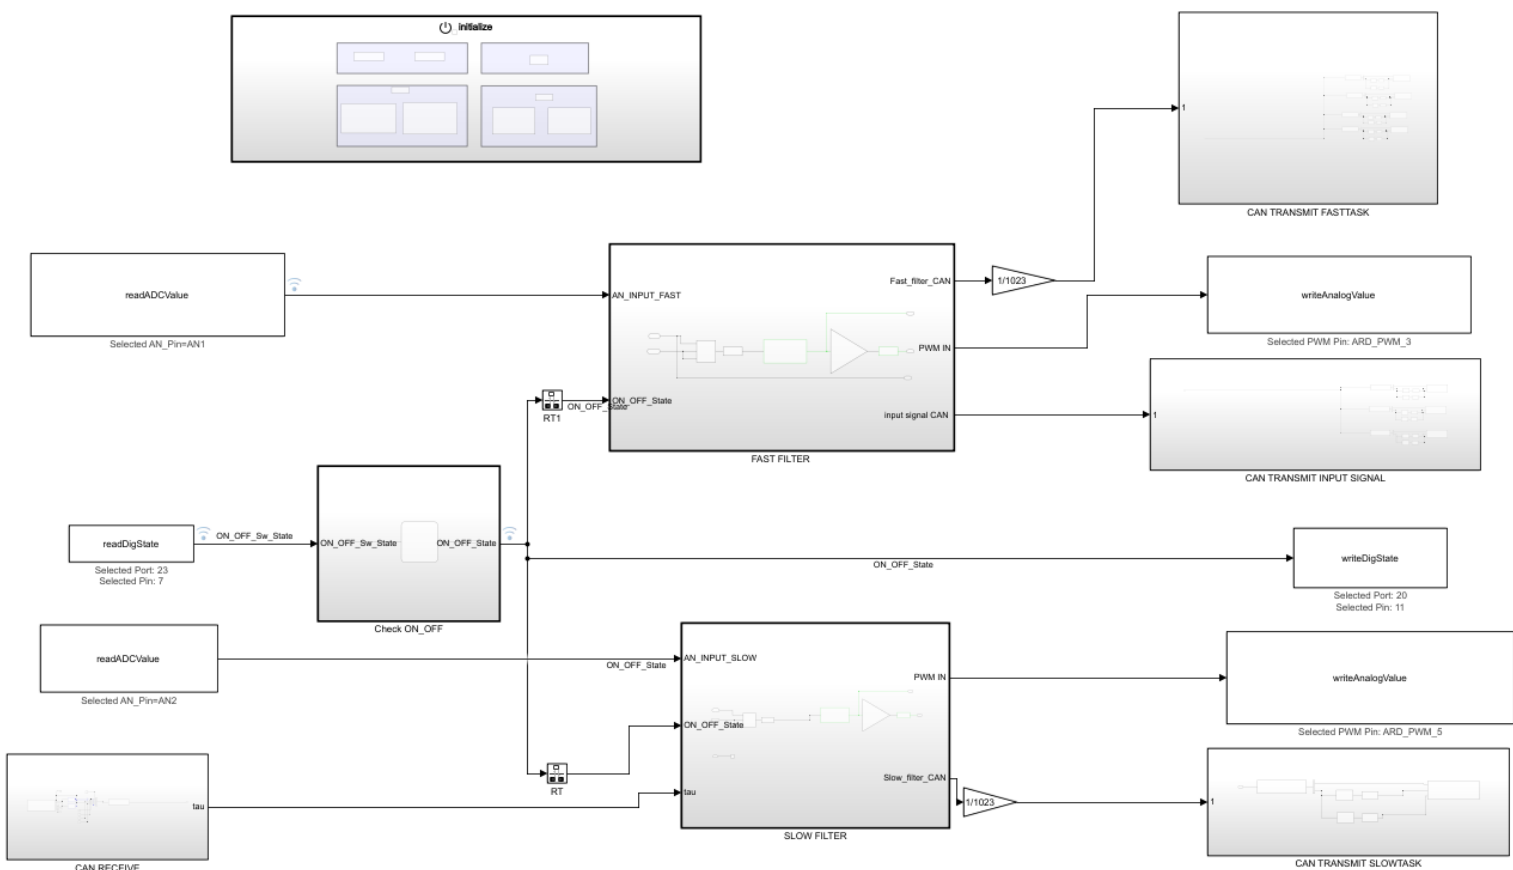 initialize
1
CAN TRANSMIT FASTTASK
readADCValue
Selected AN_Pin=AN1
AN_INPUT_FAST
Fast_filter_CAN
1/1023
writeAnalogValue
Selected PWM Pin: ARD_PWM_3
PWM IN
RT1
ON_OFF_State
ON_OFF_State
input signal CAN
1
FAST FILTER
CAN TRANSMIT INPUT SIGNAL
readDigState
Selected Port: 23
Selected Pin: 7
ON_OFF_Sw_State
ON_OFF_Sw_State
ON_OFF_State
Check ON_OFF
ON_OFF_State
writeDigState
Selected Port: 20
Selected Pin: 11
readADCValue
Selected AN_Pin=AN2
ON_OFF_State
AN_INPUT_SLOW
PWM IN
writeAnalogValue
Selected PWM Pin: ARD_PWM_5
ON_OFF_State
RT
tau
tau
Slow_filter_CAN
1/1023
1
SLOW FILTER
CAN TRANSMIT SLOWTASK
CAN RECEIVE